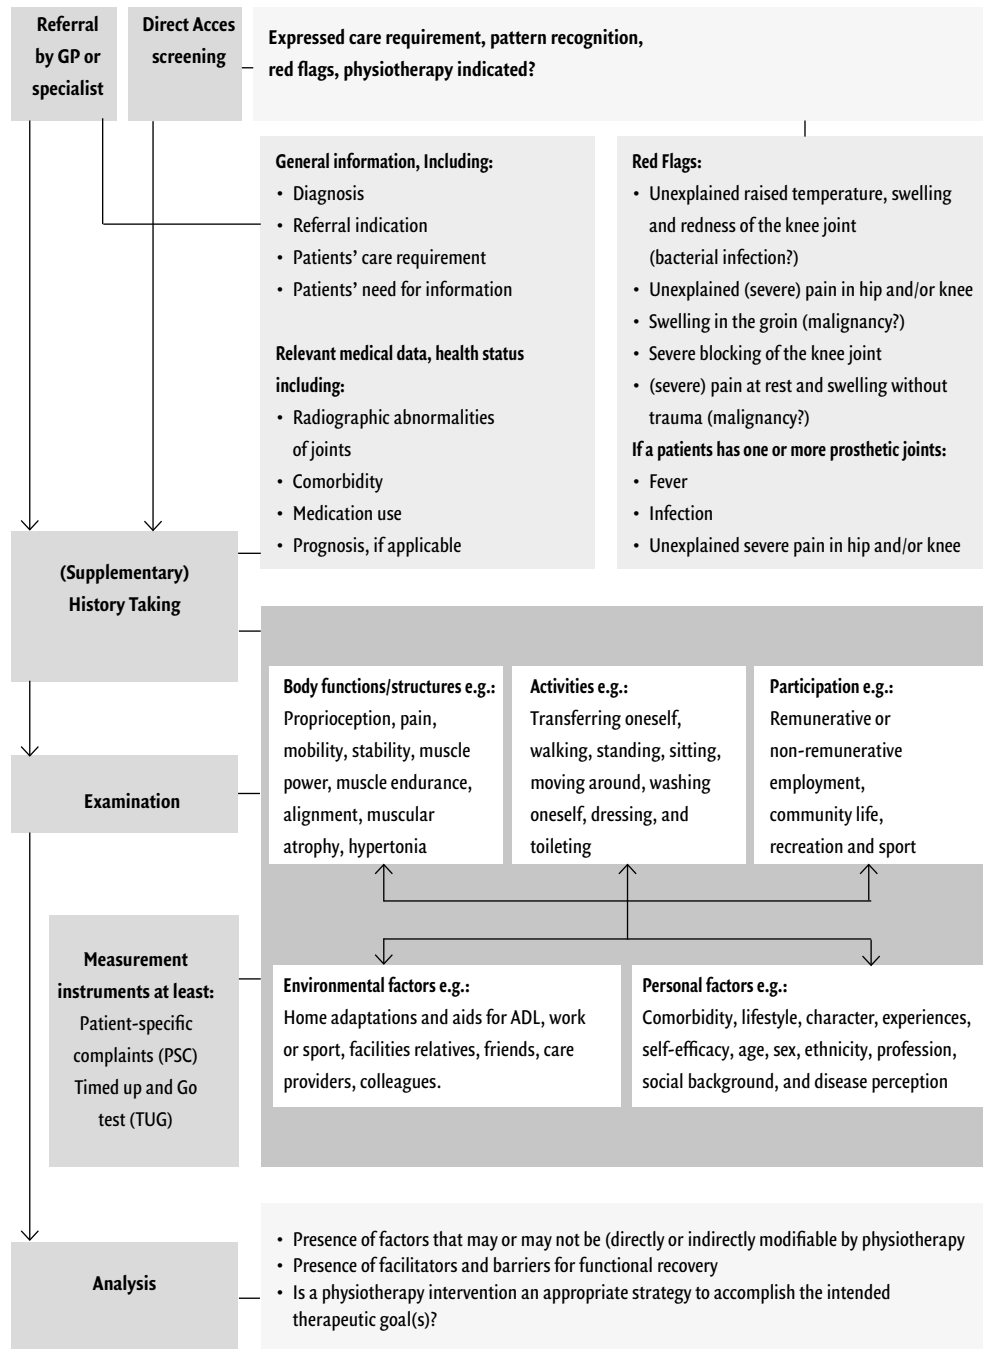 Referral
by GP or
specialist
Direct Acces
screening
Expressed care requirement, pattern recognition,
red flags, physiotherapy indicated?
General information, Including:
• Diagnosis
• Referral indication
• Patients’ care requirement
• Patients’ need for information
Relevant medical data, health status
including:
• Radiographic abnormalities
of joints
• Comorbidity
• Medication use
• Prognosis, if applicable
Red Flags:
• Unexplained raised temperature, swelling
and redness of the knee joint
(bacterial infection?)
• Unexplained (severe) pain in hip and/or knee
• Swelling in the groin (malignancy?)
• Severe blocking of the knee joint
• (severe) pain at rest and swelling without
trauma (malignancy?)
If a patients has one or more prosthetic joints:
• Fever
• Infection
• Unexplained severe pain in hip and/or knee
(Supplementary)
History Taking
Body functions/structures e.g.:
Proprioception, pain,
mobility, stability, muscle
power, muscle endurance,
alignment, muscular
atrophy, hypertonia
Activities e.g.:
Transferring oneself,
walking, standing, sitting,
moving around, washing
oneself, dressing, and
toileting
Participation e.g.:
Remunerative or
non-remunerative
employment,
community life,
recreation and sport
Examination
Measurement
instruments at least:
Patient-specific
complaints (PSC)
Timed up and Go
test (TUG)
Environmental factors e.g.:
Home adaptations and aids for ADL, work
or sport, facilities relatives, friends, care
providers, colleagues.
Personal factors e.g.:
Comorbidity, lifestyle, character, experiences,
self-efficacy, age, sex, ethnicity, profession,
social background, and disease perception
Analysis
• Presence of factors that may or may not be (directly or indirectly modifiable by physiotherapy
• Presence of facilitators and barriers for functional recovery
• Is a physiotherapy intervention an appropriate strategy to accomplish the intended
therapeutic goal(s)?